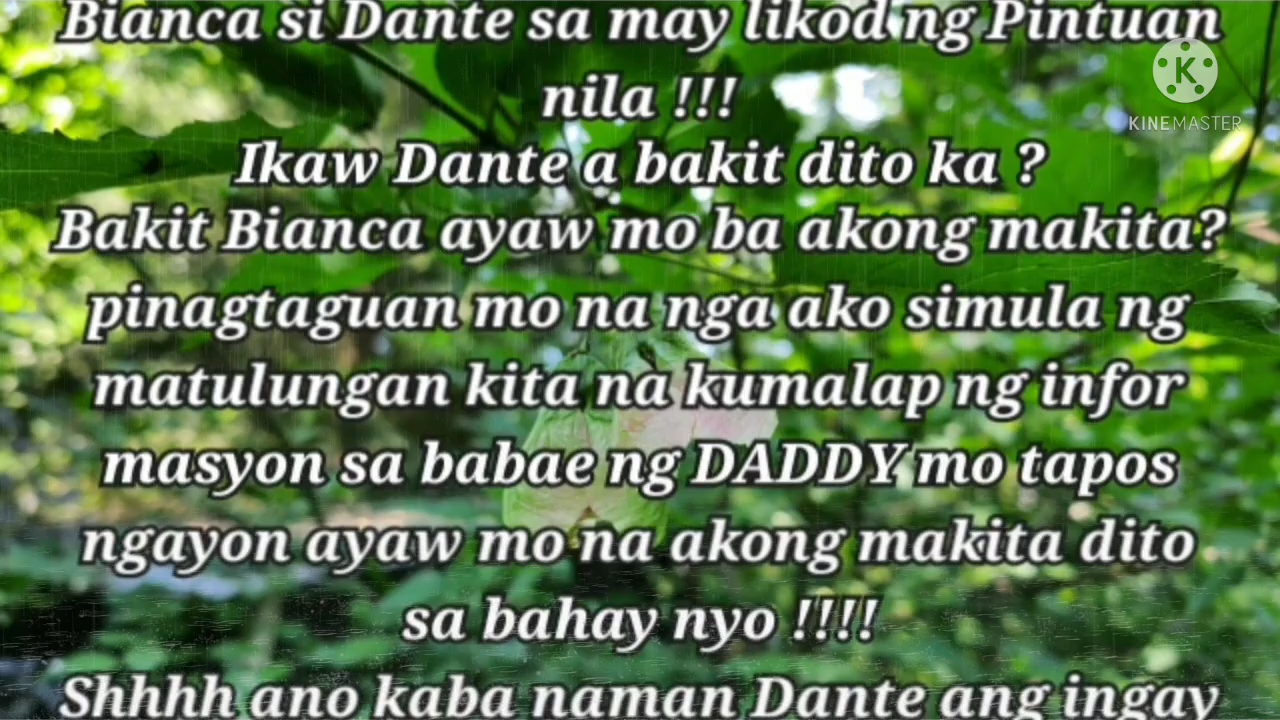 Bianca si Dante sa may likod ng Pintuan
nila !!!
Ikaw Dante a bakit dito ka ?
Bakit Bianca ayaw mo ba akong makita?
pinagtaguan mo na nga ako simula ng
matulungan kita na kumalap ng infor
masyon sa babae ng DADDY mo tapos
ngayon ayaw mo na akong makita dito
sa bahay nyo !!!!
Shhhh ano kaba naman Dante ang ingay
K
KINEMASTER